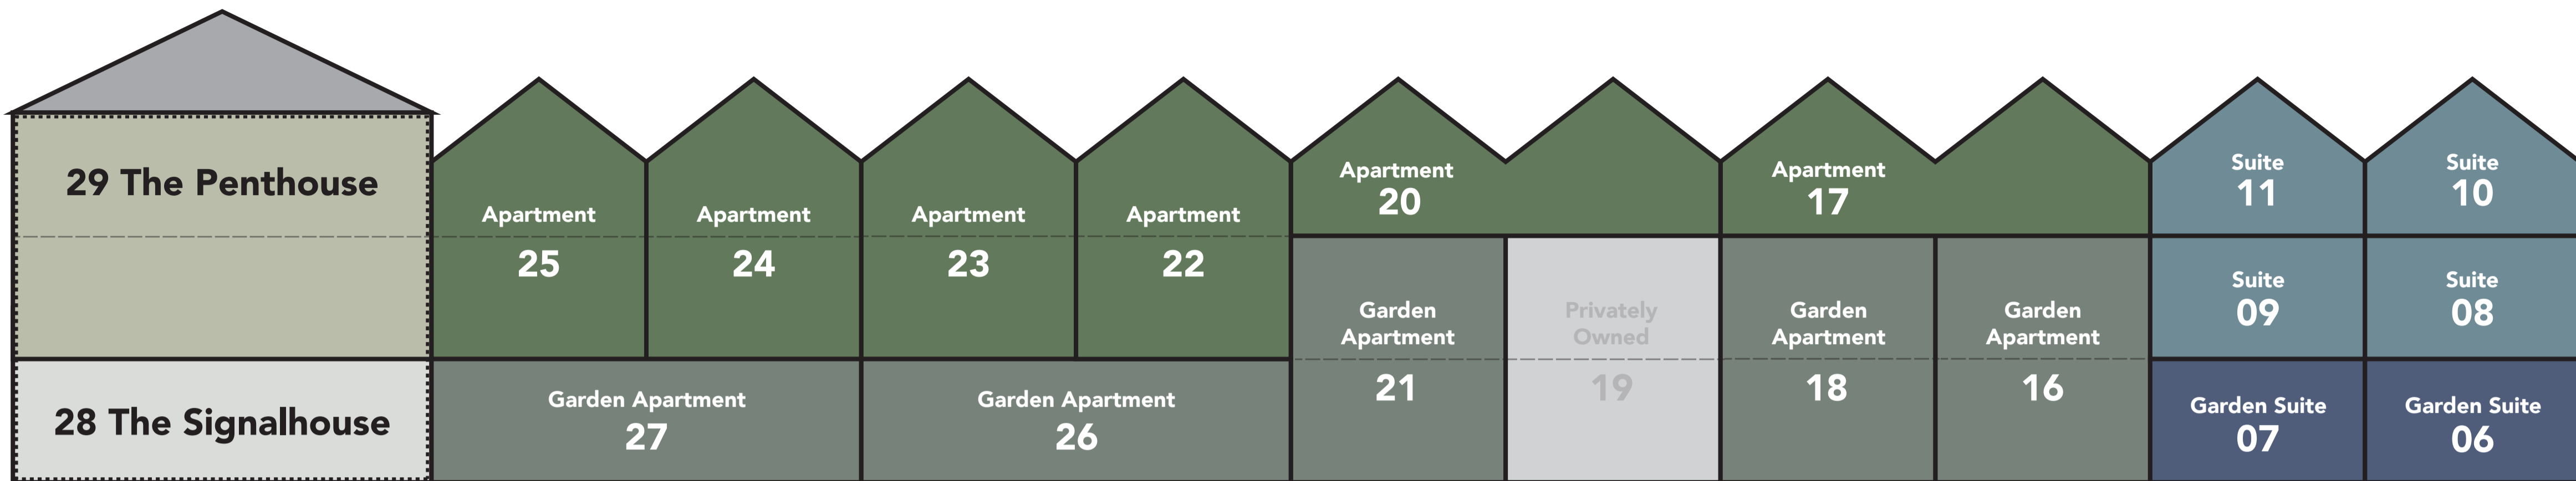 29 The Penthouse
28 The Signalhouse
Apartment
25
Apartment
24
Apartment
23
Apartment
22
Garden Apartment
27
Garden Apartment
26
Apartment
20
Garden
Apartment
21
Privately
Owned
19
Apartment
17
Garden
Apartment
18
Garden
Apartment
16
Suite
11
Suite
10
Suite
09
Suite
08
Garden Suite
07
Garden Suite
06